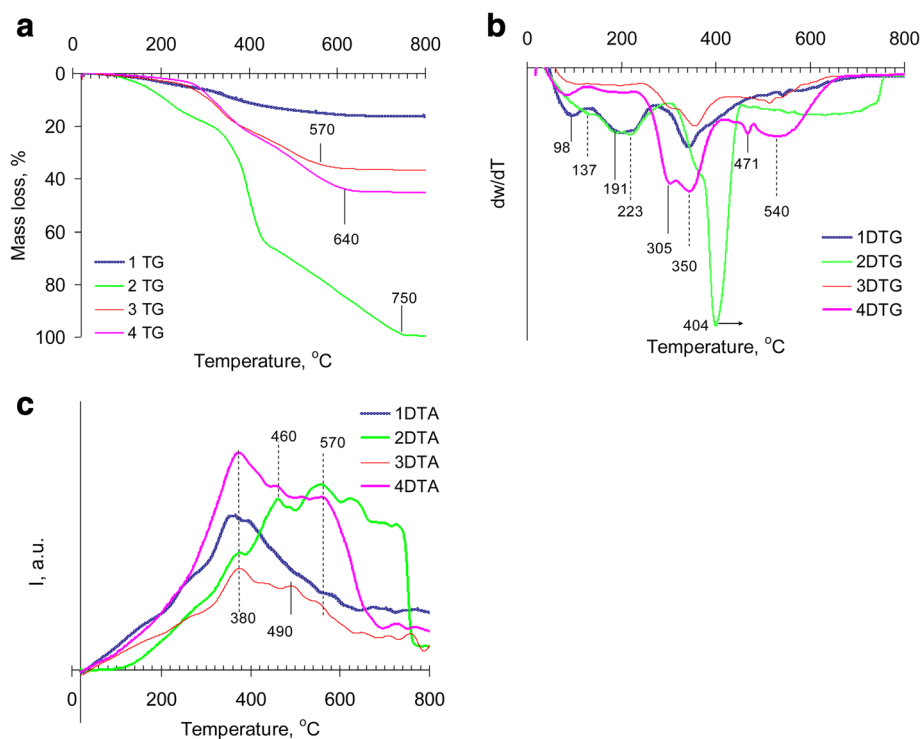 a
0 200 400 600 800
0
20
40
60
80
100
Mass loss, %
570
640
750
1 TG
2 TG
3 TG
4 TG
Temperature, °C
b
0 200 400 600 800
dw/dT
98
137
191
223
305
350
404
471
540
1DTG
2DTG
3DTG
4DTG
Temperature, °C
c
I, a.u.
460
570
380
490
1DTA
2DTA
3DTA
4DTA
0 200 400 600 800
Temperature, °C